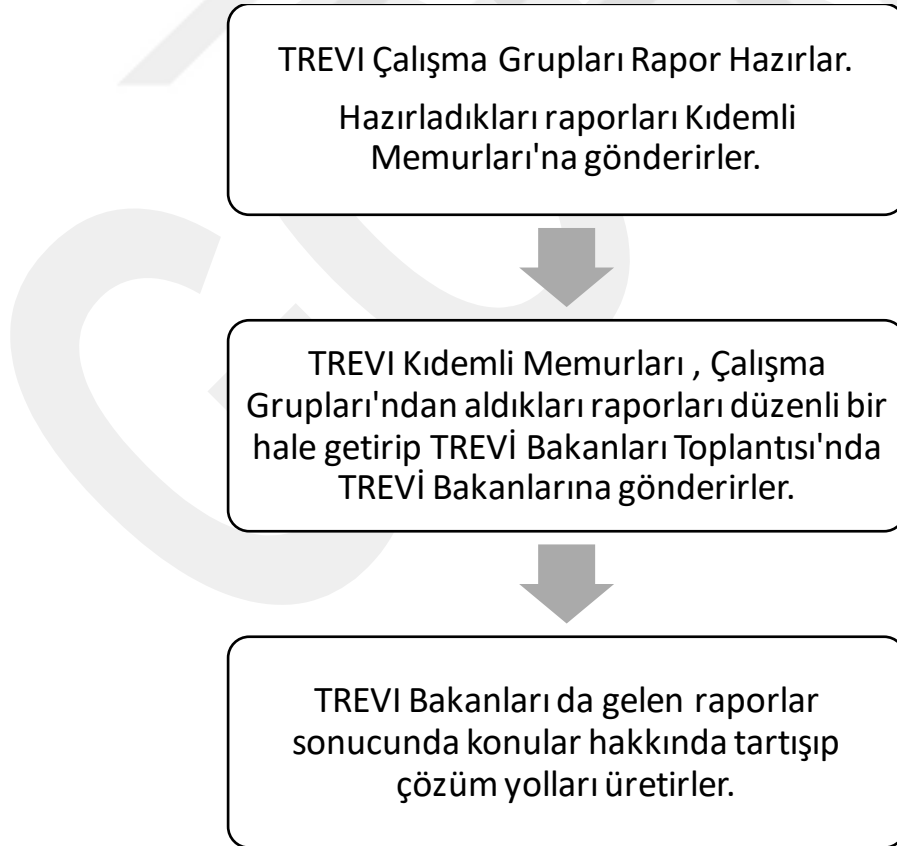 TREVI Çalışma Grupları Rapor Hazırlar.
Hazırladıkları raporları Kıdemli
Memurları'na gönderirler.
TREVI Kıdemli Memurları , Çalışma
Grupları'ndan aldıkları raporları düzenli bir
hale getirip TREVİ Bakanları Toplantısı'nda
TREVİ Bakanlarına gönderirler.
TREVI Bakanları da gelen raporlar
sonucunda konular hakkında tartışıp
çözüm yolları üretirler.